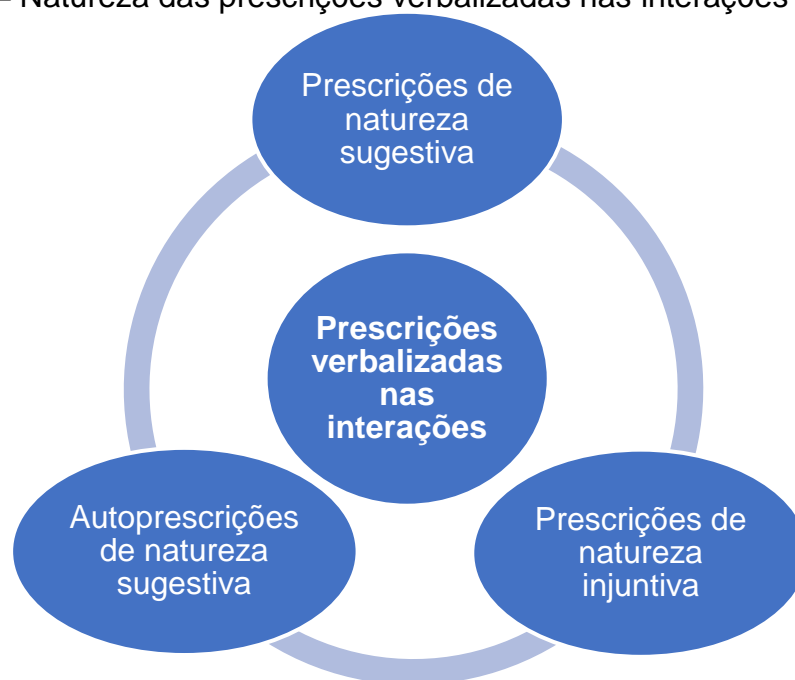 – Natureza das prescrições verbalizadas nas interações
Prescrições de
natureza
sugestiva
Prescrições
verbalizadas
nas
interações
Autoprescrições
de natureza
sugestiva
Prescrições de
natureza
injuntiva